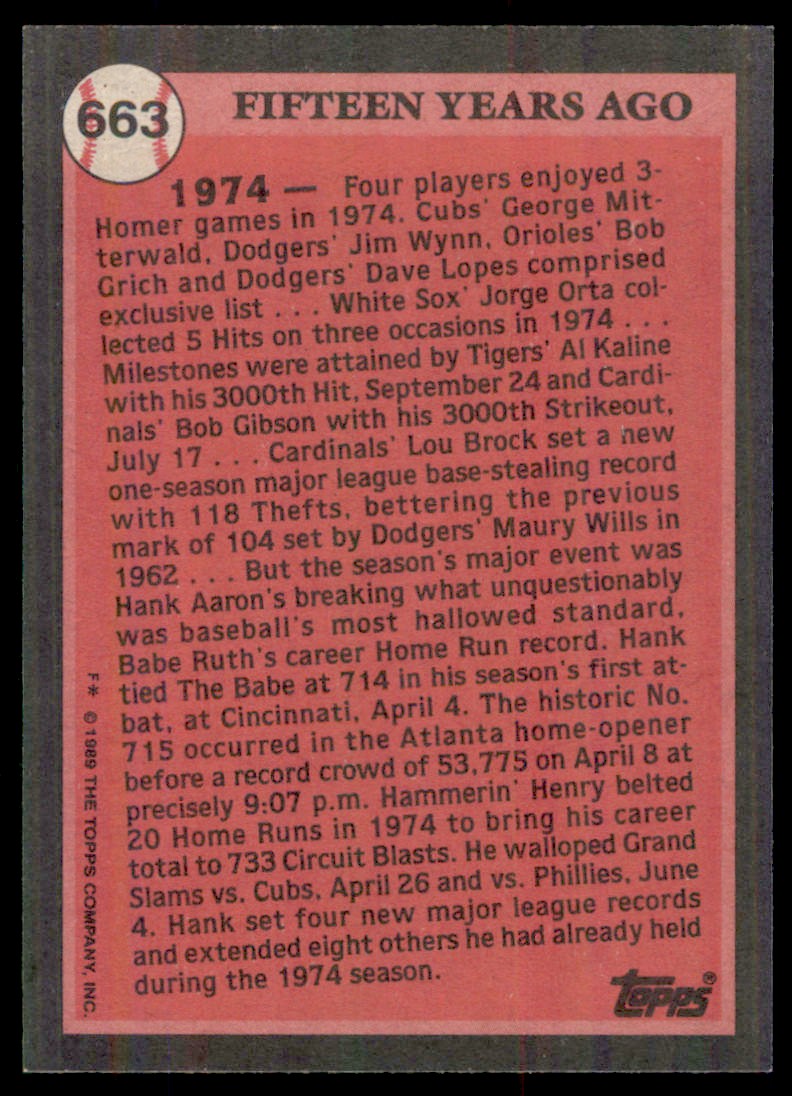 663
FIFTEEN YEARS AGO
1974 — Four players enjoyed 3-
Homer games in 1974. Cubs' George Mit-
terwald, Dodgers' Jim Wynn, Orioles' Bob
Grich and Dodgers' Dave Lopes comprised
exclusive list . . . White Sox' Jorge Orta col-
lected 5 Hits on three occasions in 1974 . . .
Milestones were attained by Tigers' Al Kaline
with his 3000th Hit, September 24 and Cardi-
nals' Bob Gibson with his 3000th Strikeout,
July 17 . . . Cardinals' Lou Brock set a new
one-season major league base-stealing record
with 118 Thefts, bettering the previous
mark of 104 set by Dodgers' Maury Wills in
1962 . . . But the season's major event was
Hank Aaron's breaking what unquestionably
was baseball's most hallowed standard,
Babe Ruth's career Home Run record. Hank
tied The Babe at 714 in his season's first at-
bat, at Cincinnati, April 4. The historic No.
715 occurred in the Atlanta home-opener
before a record crowd of 53,775 on April 8 at
precisely 9:07 p.m. Hammerin' Henry belted
20 Home Runs in 1974 to bring his career
total to 733 Circuit Blasts. He walloped Grand
Slams vs. Cubs, April 26 and vs. Phillies, June
4. Hank set four new major league records
and extended eight others he had already held
during the 1974 season.
F* © 1989 THE TOPPS COMPANY, INC.
topps®